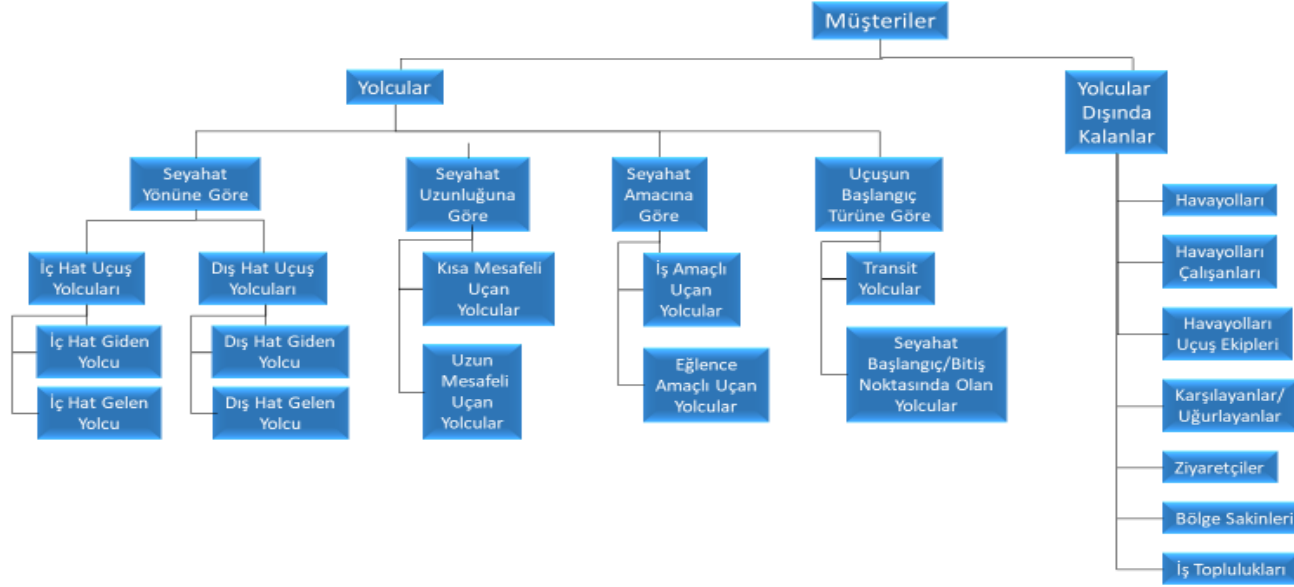 Müşteriler
Yolcular
Yolcular
Dışında
Kalanlar
Seyahat
Yönüne Göre
Seyahat
Uzunluğuna
Göre
Seyahat
Amacına
Göre
Uçuşun
Başlangıç
Türüne Göre
İç Hat Uçuş
Yolcuları
Dış Hat Uçuş
Yolcuları
İç Hat Giden
Yolcu
İç Hat Gelen
Yolcu
Dış Hat Giden
Yolcu
Dış Hat Gelen
Yolcu
Kısa Mesafeli
Uçan
Yolcular
Uzun
Mesafeli
Uçan
Yolcular
İş Amaçlı
Uçan
Yolcular
Eğlence
Amaçlı Uçan
Yolcular
Transit
Yolcular
Seyahat
Başlangıç/Bitiş
Noktasında Olan
Yolcular
Havayolları
Havayolları
Çalışanları
Havayolları
Uçuş Ekipleri
Karşılayanlar/
Uğurlayanlar
Ziyaretçiler
Bölge Sakinleri
İş Toplulukları